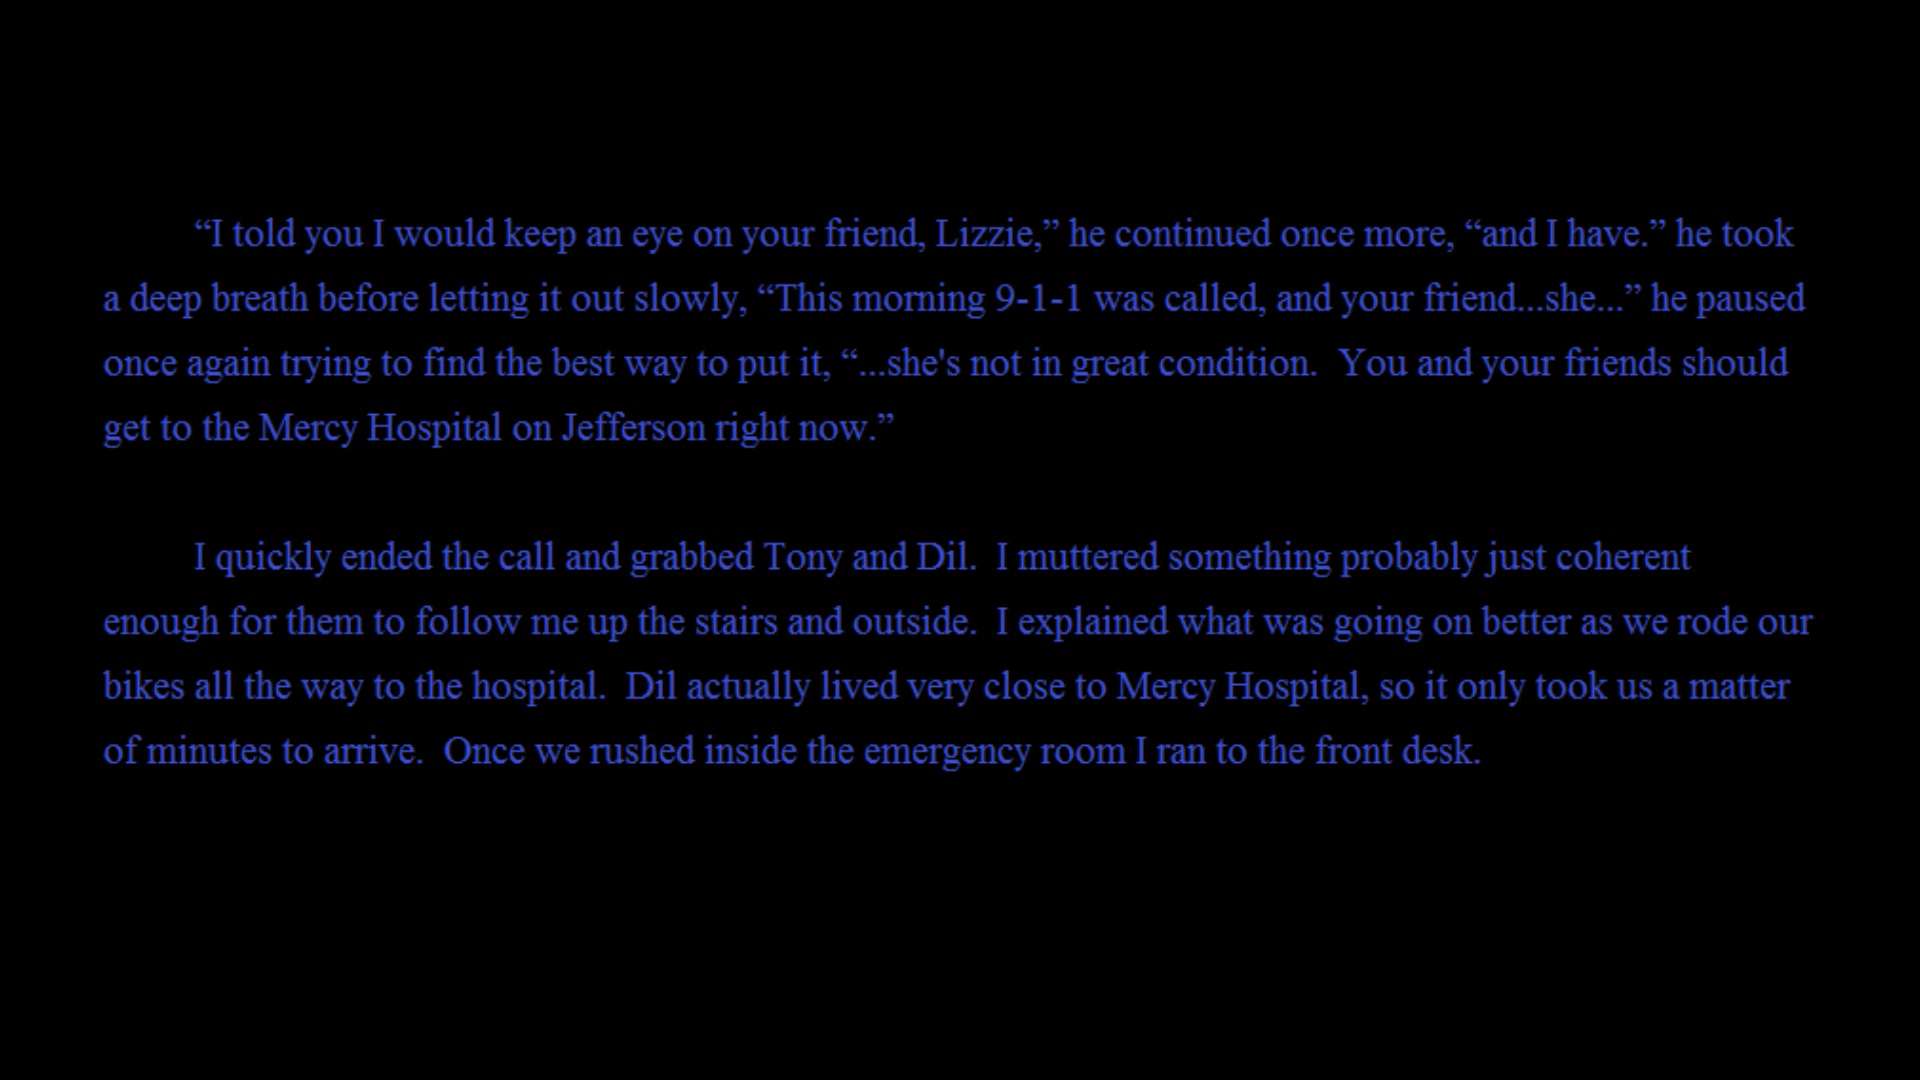 “I told you I would keep an eye on your friend, Lizzie,” he continued once more, “and I have.” he took
a deep breath before letting it out slowly, “This morning 9-1-1 was called, and your friend...she...” he paused
once again trying to find the best way to put it, “...she's not in great condition.  You and your friends should
get to the Mercy Hospital on Jefferson right now.”
I quickly ended the call and grabbed Tony and Dil.  I muttered something probably just coherent
enough for them to follow me up the stairs and outside.  I explained what was going on better as we rode our
bikes all the way to the hospital.  Dil actually lived very close to Mercy Hospital, so it only took us a matter
of minutes to arrive.  Once we rushed inside the emergency room I ran to the front desk.